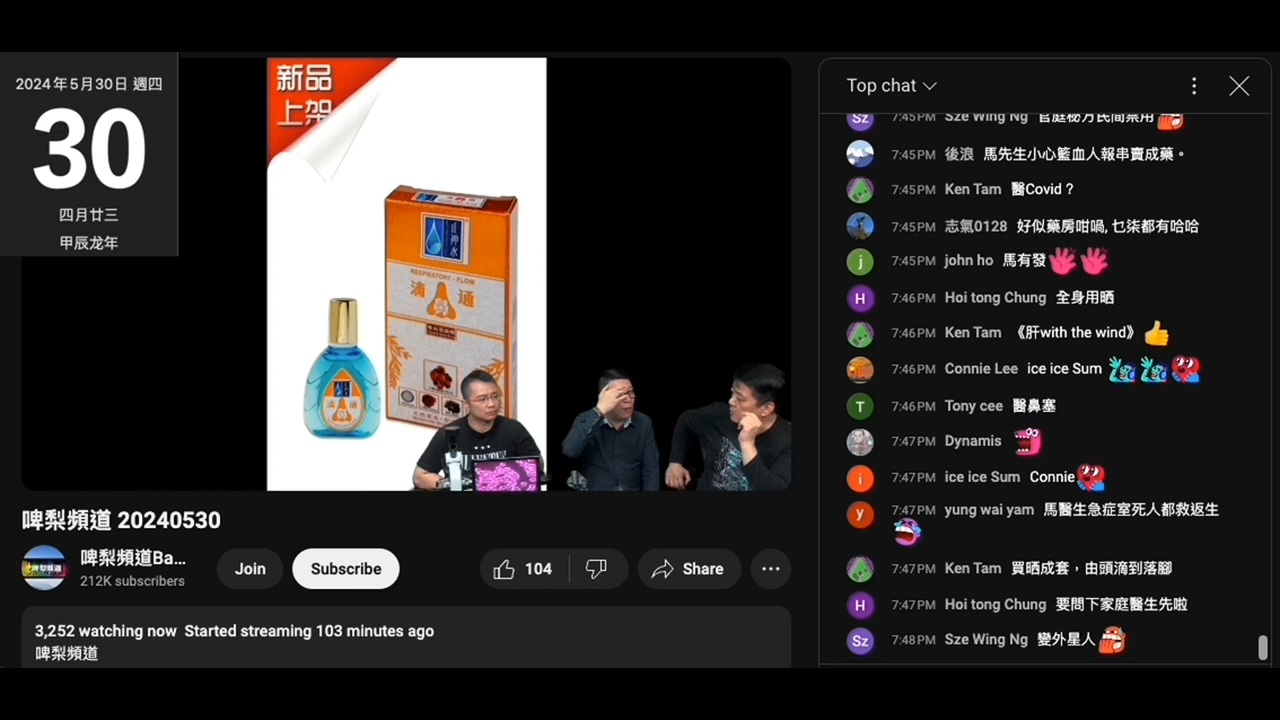 2024年5月30日 週四
30
四月廿三
甲辰龙年
新品
上架
RESPIRATORY - FLOW
滴 通
滴
通
啤梨頻道 20240530
啤梨頻道Ba...
212K subscribers
Join
Subscribe
104
Share
3,252 watching now Started streaming 103 minutes ago
啤梨頻道
Top chat
Sz 7:45PM Sze Wing Ng 官庭秘方民間禁用
7:45PM 後浪 馬先生小心籃血人報串賣成藥。
7:45PM Ken Tam 醫Covid？
7:45PM 志氣0128 好似藥房咁喎, 乜柒都有哈哈
j 7:45PM john ho 馬有發
H 7:46PM Hoi tong Chung 全身用晒
7:46PM Ken Tam 《肝with the wind》
7:46PM Connie Lee ice ice Sum
T 7:46PM Tony cee 醫鼻塞
7:47PM Dynamis
i 7:47PM ice ice Sum Connie
y 7:47PM yung wai yam 馬醫生急症室死人都救返生
7:47PM Ken Tam 買晒成套，由頭滴到落腳
H 7:47PM Hoi tong Chung 要問下家庭醫生先啦
Sz 7:48PM Sze Wing Ng 變外星人